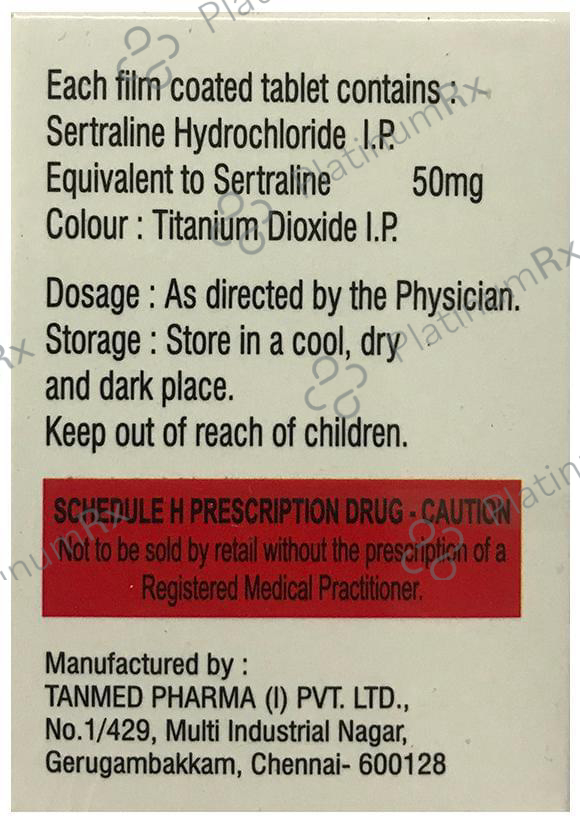 Each film coated tablet contains :
Sertraline Hydrochloride I.P.
Equivalent to Sertraline 50mg
Colour : Titanium Dioxide I.P.
Dosage : As directed by the Physician.
Storage : Store in a cool, dry
and dark place.
Keep out of reach of children.
SCHEDULE H PRESCRIPTION DRUG - CAUTION
Not to be sold by retail without the prescription of a
Registered Medical Practitioner.
Manufactured by :
TANMED PHARMA (I) PVT. LTD.,
No.1/429, Multi Industrial Nagar,
Gerugambakkam, Chennai- 600128
PlatinumRx
PlatinumRx
PlatinumRx